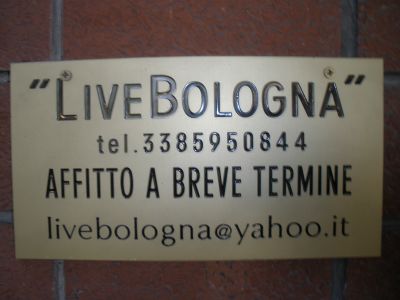 "LIVEBOLOGNA"
tel.3385950844
AFFITTO A BREVE TERMINE
livebologna@yahoo.it